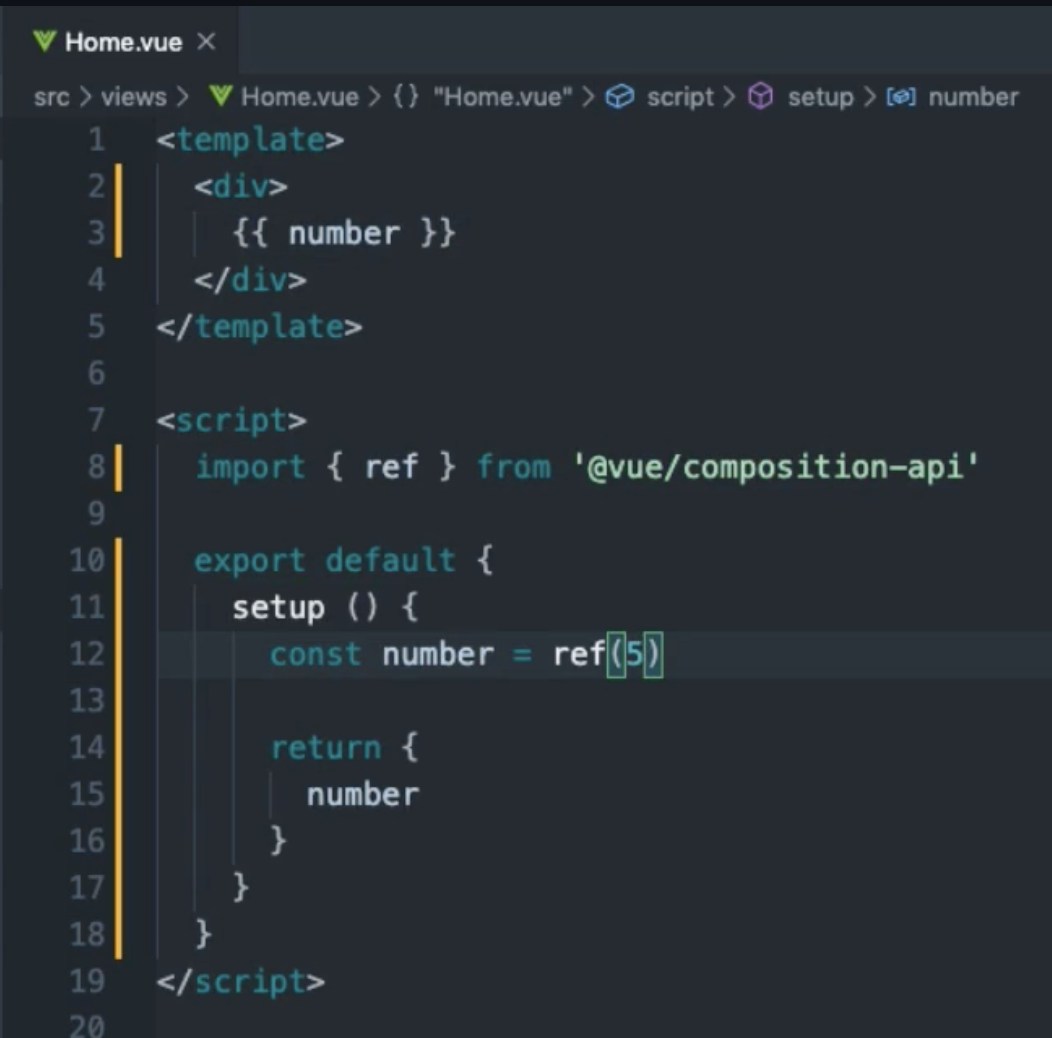 Home.vue ×
src > views > Home.vue > {} "Home.vue" > script > setup > number
1 <template>
2 <div>
3 {{ number }}
4 </div>
5 </template>
6
7 <script>
8 import { ref } from '@vue/composition-api'
9
10 export default {
11 setup () {
12 const number = ref(5)
13
14 return {
15 number
16 }
17 }
18 }
19 </script>
20